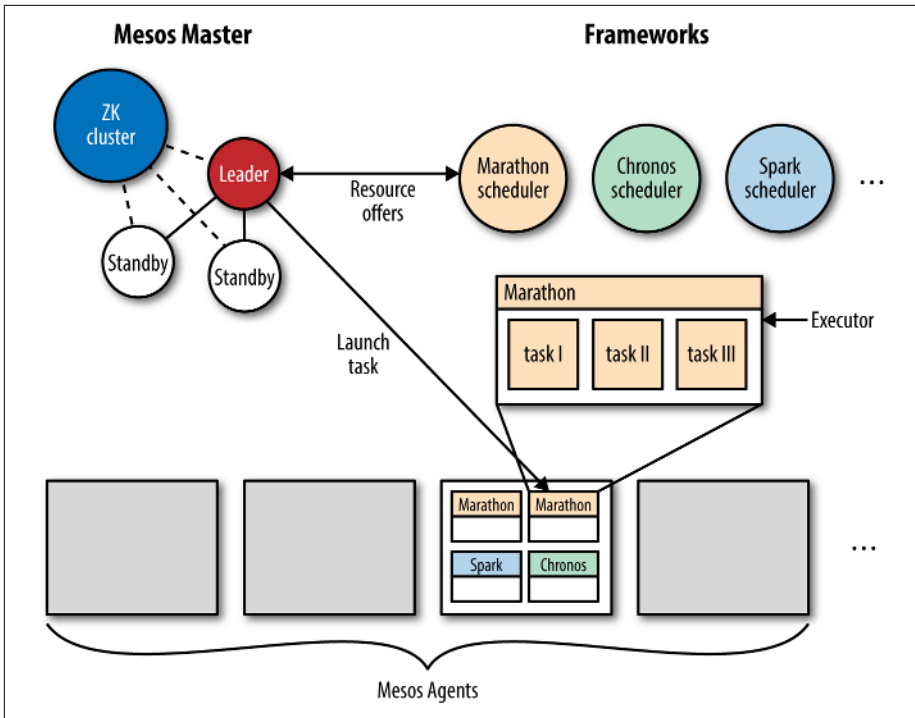 Mesos Master
Frameworks
ZK
cluster
Leader
Standby
Standby
Resource
offers
Marathon
scheduler
Chronos
scheduler
Spark
scheduler
...
Marathon
task I
task II
task III
Executor
Launch
task
Marathon
Marathon
Spark
Chronos
...
Mesos Agents